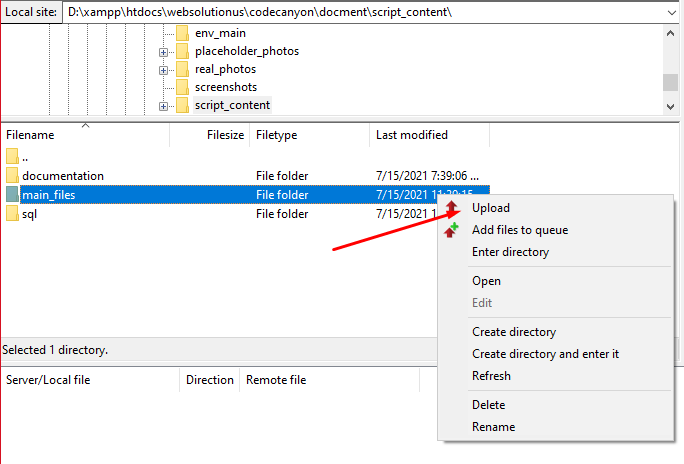 Local site: D:\xampp\htdocs\websolutionus\codecanyon\docment\script_content\
env_main
placeholder_photos
real_photos
screenshots
script_content
Filename Filesize Filetype Last modified
..
documentation File folder 7/15/2021 7:39:06 ...
main_files File folder 7/15/2021 11:20:15 ...
sql File folder 7/15/2021 1
Upload
Add files to queue
Enter directory
Open
Edit
Create directory
Create directory and enter it
Refresh
Delete
Rename
Selected 1 directory.
Server/Local file Direction Remote file